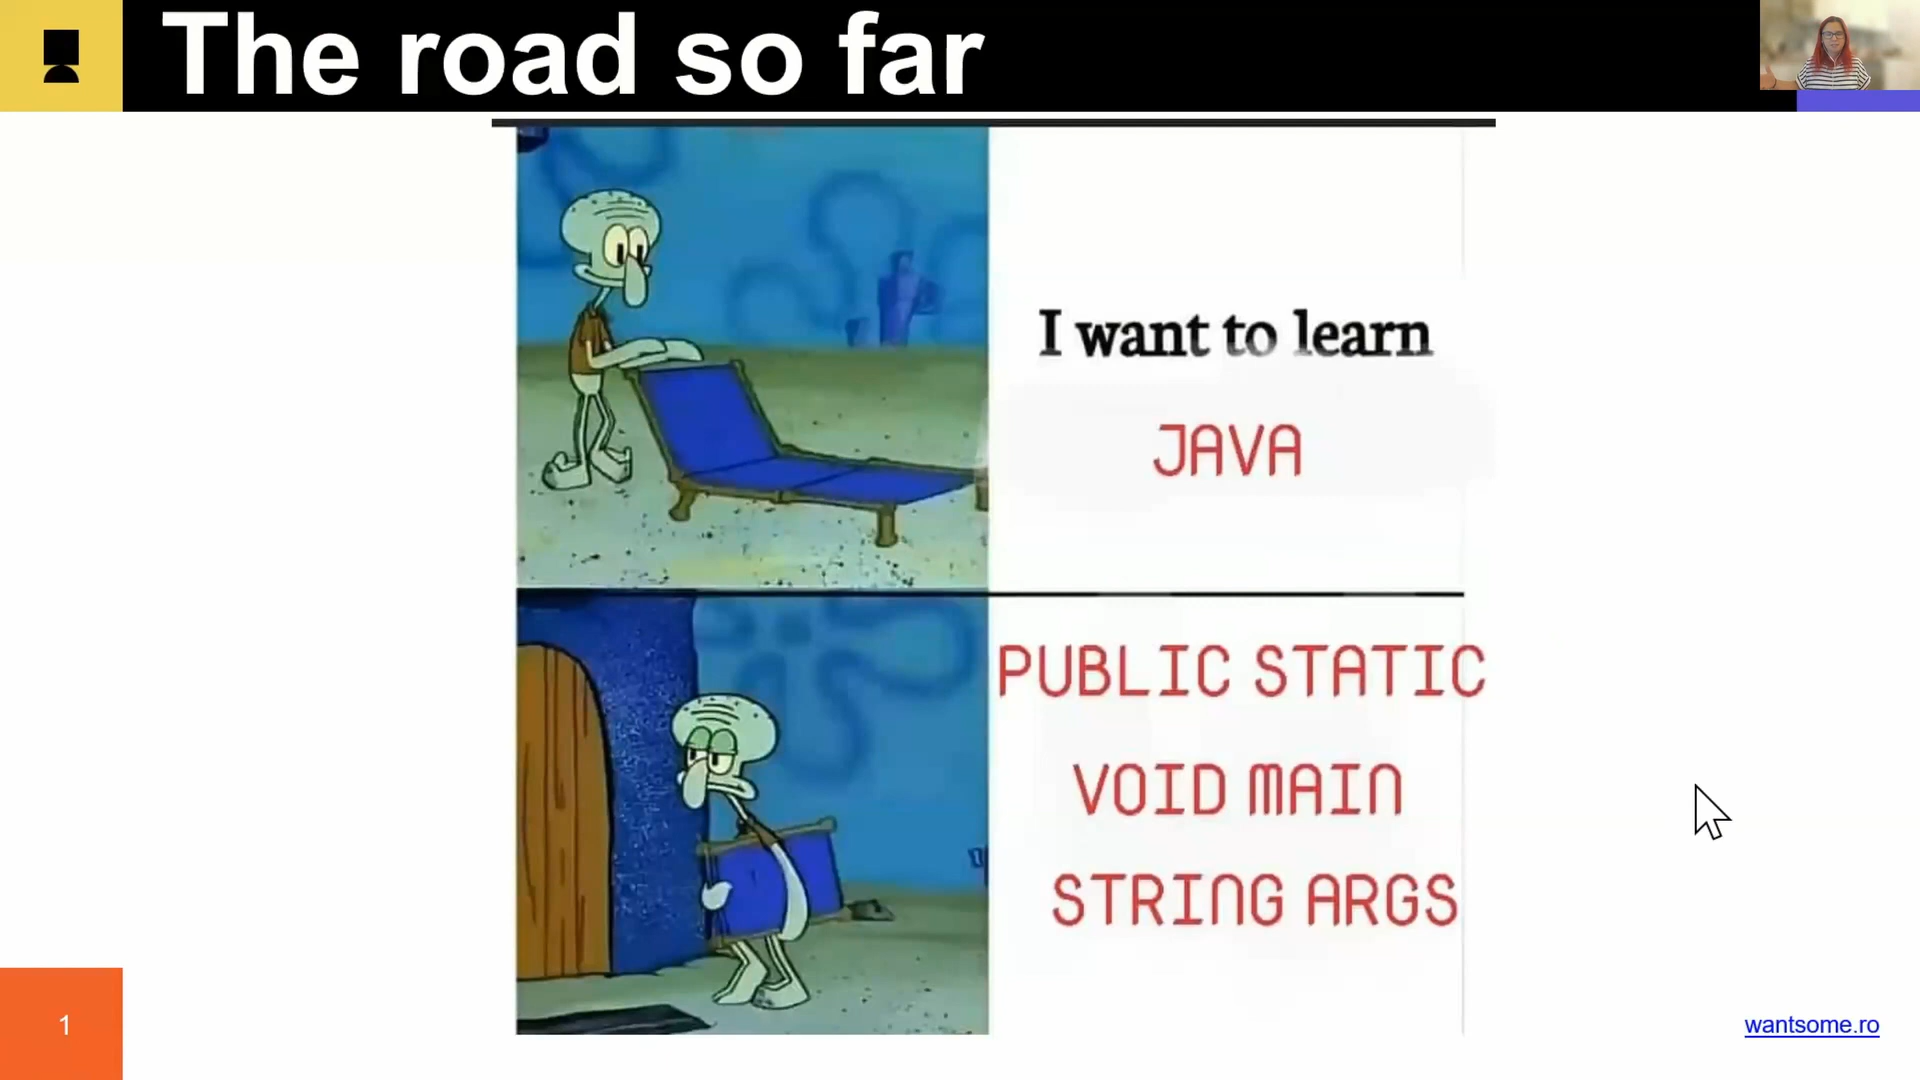 The road so far
I want to learn
JAVA
PUBLIC STATIC
VOID MAIN
STRING ARGS
1
wantsome.ro